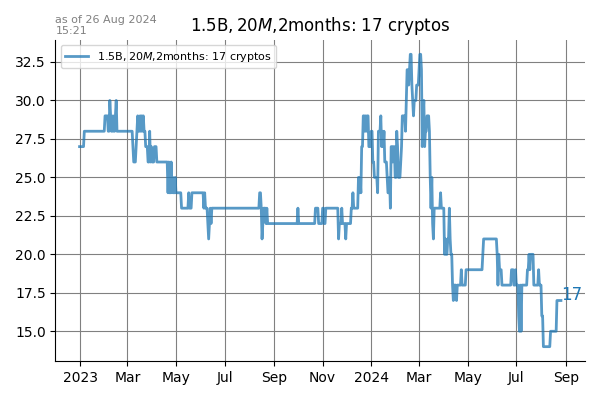 as of 26 Aug 2024
15:21
1.5B, 20M,2months: 17 cryptos
1.5B, 20M,2months: 17 cryptos
32.5
30.0
27.5
25.0
22.5
20.0
17.5
15.0
17
2023 Mar May Jul Sep Nov 2024 Mar May Jul Sep